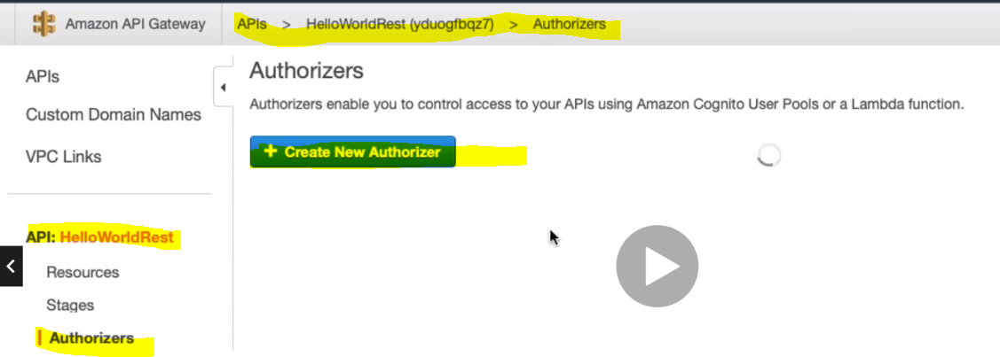 Amazon API Gateway APIs > HelloWorldRest (yduogfbqz7) > Authorizers
APIs
Custom Domain Names
VPC Links
API: HelloWorldRest
Resources
Stages
Authorizers
Authorizers
Authorizers enable you to control access to your APIs using Amazon Cognito User Pools or a Lambda function.
+ Create New Authorizer